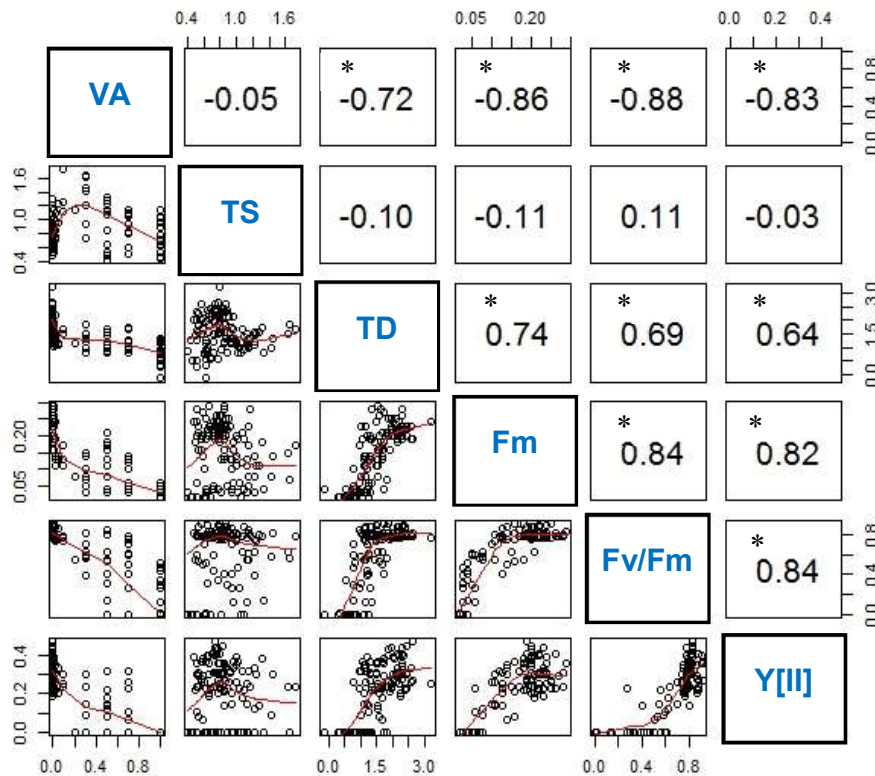 0.4 1.0 1.6 0.05 0.20 0.0 0.2 0.4
VA -0.05 * -0.72 * -0.86 * -0.88 * -0.83 0.0 0.4 0.8
0.4 1.0 1.6 TS -0.10 -0.11 0.11 -0.03
TD * 0.74 * 0.69 * 0.64 0.0 1.5 3.0
0.05 0.20 Fm * 0.84 * 0.82
Fv/Fm * 0.84 0.0 0.4 0.8
0.0 0.2 0.4 Y[II]
0.0 0.4 0.8 0.0 1.5 3.0 0.0 0.4 0.8